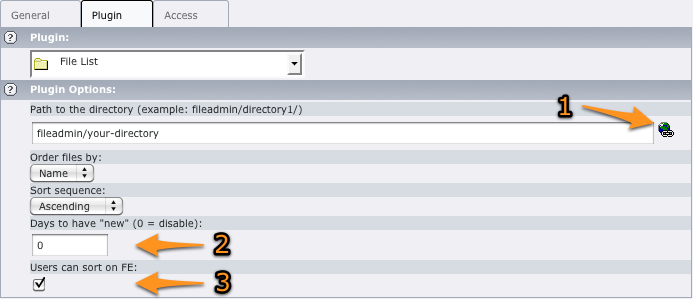 General Plugin Access
Plugin:
File List
Plugin Options:
Path to the directory (example: fileadmin/directory1/)
1
fileadmin/your-directory
Order files by:
Name
Sort sequence:
Ascending
Days to have "new" (0 = disable):
0
2
Users can sort on FE:
3